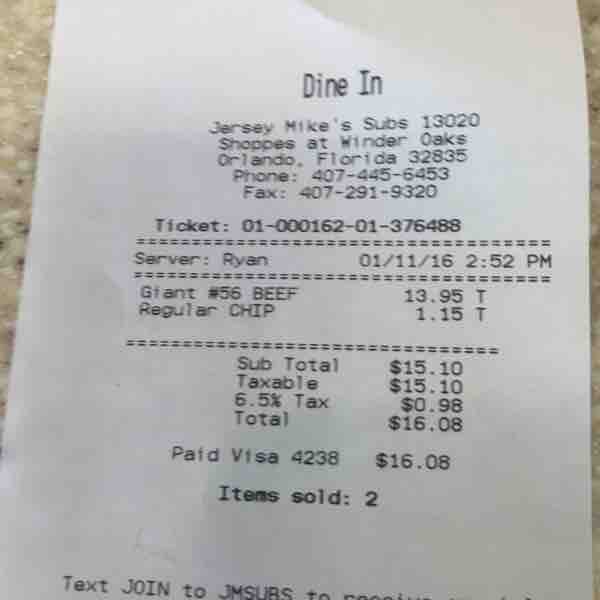 Dine In
Jersey Mike's Subs 13020
Shoppes at Winder Oaks
Orlando, Florida 32835
Phone: 407-445-6453
Fax: 407-291-9320
Ticket: 01-000162-01-376488
======================================
Server: Ryan 01/11/16 2:52 PM
======================================
Giant #56 BEEF 13.95 T
Regular CHIP 1.15 T
==================================
Sub Total $15.10
Taxable $15.10
6.5% Tax $0.98
Total $16.08
Paid Visa 4238 $16.08
Items sold: 2
Text JOIN to JMSUBS to receive